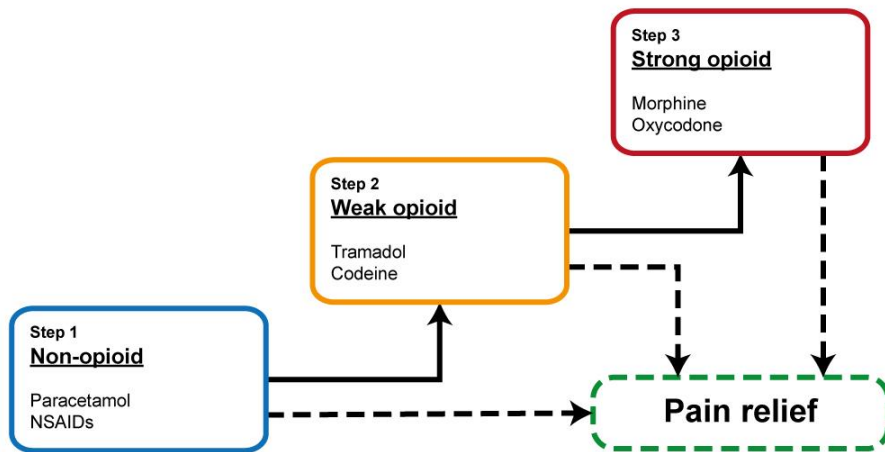 Step 3
Strong opioid
Morphine
Oxycodone
Step 2
Weak opioid
Tramadol
Codeine
Step 1
Non-opioid
Paracetamol
NSAIDs
Pain relief